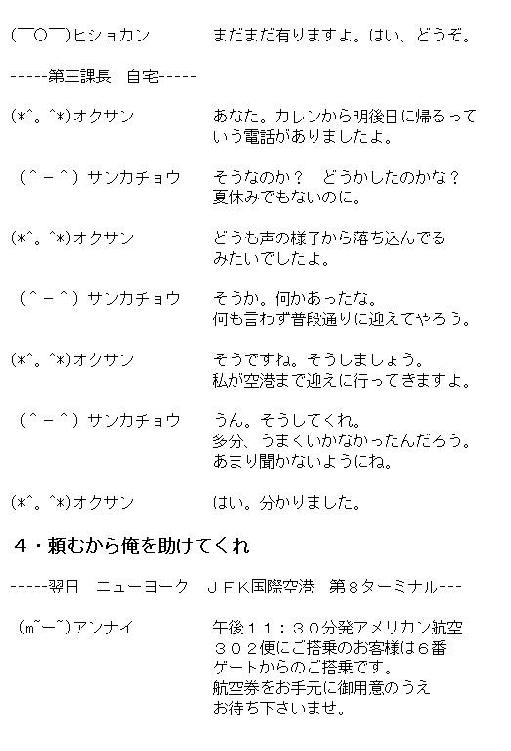 (￣○￣)ヒショカン　　まだまだ有りますよ。はい、どうぞ。
-----第三課長　自宅-----
(*^。^*)オクサン　　あなた。カレンから明後日に帰るって
いう電話がありましたよ。
（＾－＾）サンカチョウ　　そうなのか？　どうかしたのかな？
夏休みでもないのに。
(*^。^*)オクサン　　どうも声の様子から落ち込んでる
みたいでしたよ。
（＾－＾）サンカチョウ　　そうか。何かあったな。
何も言わず普段通りに迎えてやろう。
(*^。^*)オクサン　　そうですね。そうしましょう。
私が空港まで迎えに行ってきますよ。
（＾－＾）サンカチョウ　　うん。そうしてくれ。
多分、うまくいかなかったんだろう。
あまり聞かないようにね。
(*^。^*)オクサン　　はい。分かりました。
４・頼むから俺を助けてくれ
-----翌日　ニューヨーク　ＪＦＫ国際空港　第８ターミナル---
(m~ー~)アンナイ　　午後１１：３０分発アメリカン航空
３０２便にご搭乗のお客様は６番
ゲートからのご搭乗です。
航空券をお手元に御用意のうえ
お待ち下さいませ。